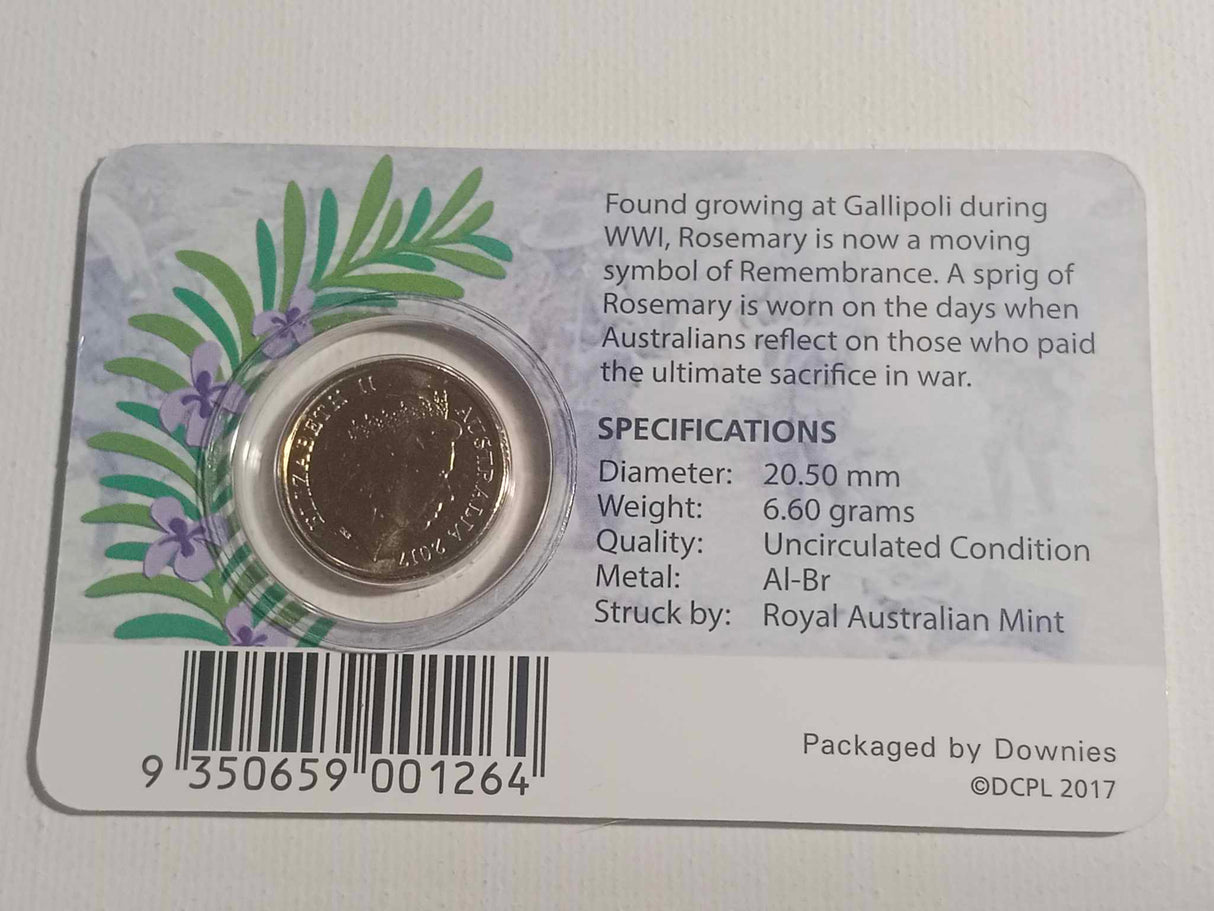 Found growing at Gallipoli during
WWI, Rosemary is now a moving
symbol of Remembrance. A sprig of
Rosemary is worn on the days when
Australians reflect on those who paid
the ultimate sacrifice in war.
SPECIFICATIONS
Diameter: 20.50 mm
Weight: 6.60 grams
Quality: Uncirculated Condition
Metal: Al-Br
Struck by: Royal Australian Mint
ELIZABETH II
AUSTRALIA 2017
9 350659 001264
Packaged by Downies
©DCPL 2017